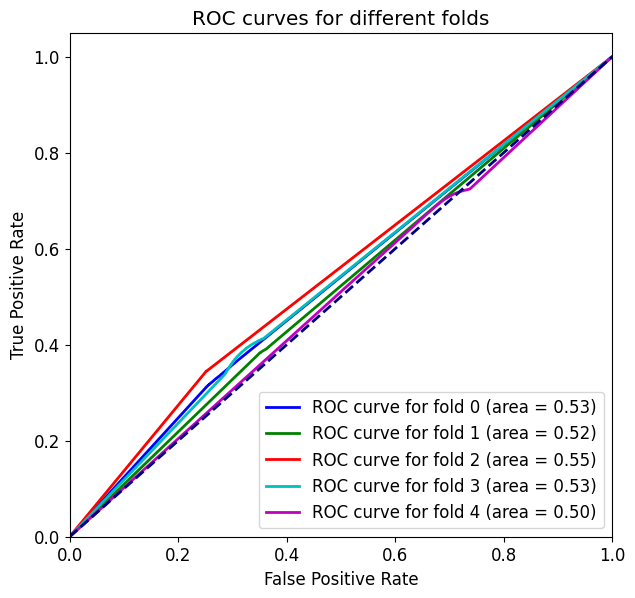 ROC curves for different folds
True Positive Rate
1.0
0.8
0.6
0.4
0.2
0.0
ROC curve for fold 0 (area = 0.53)
ROC curve for fold 1 (area = 0.52)
ROC curve for fold 2 (area = 0.55)
ROC curve for fold 3 (area = 0.53)
ROC curve for fold 4 (area = 0.50)
0.0 0.2 0.4 0.6 0.8 1.0
False Positive Rate